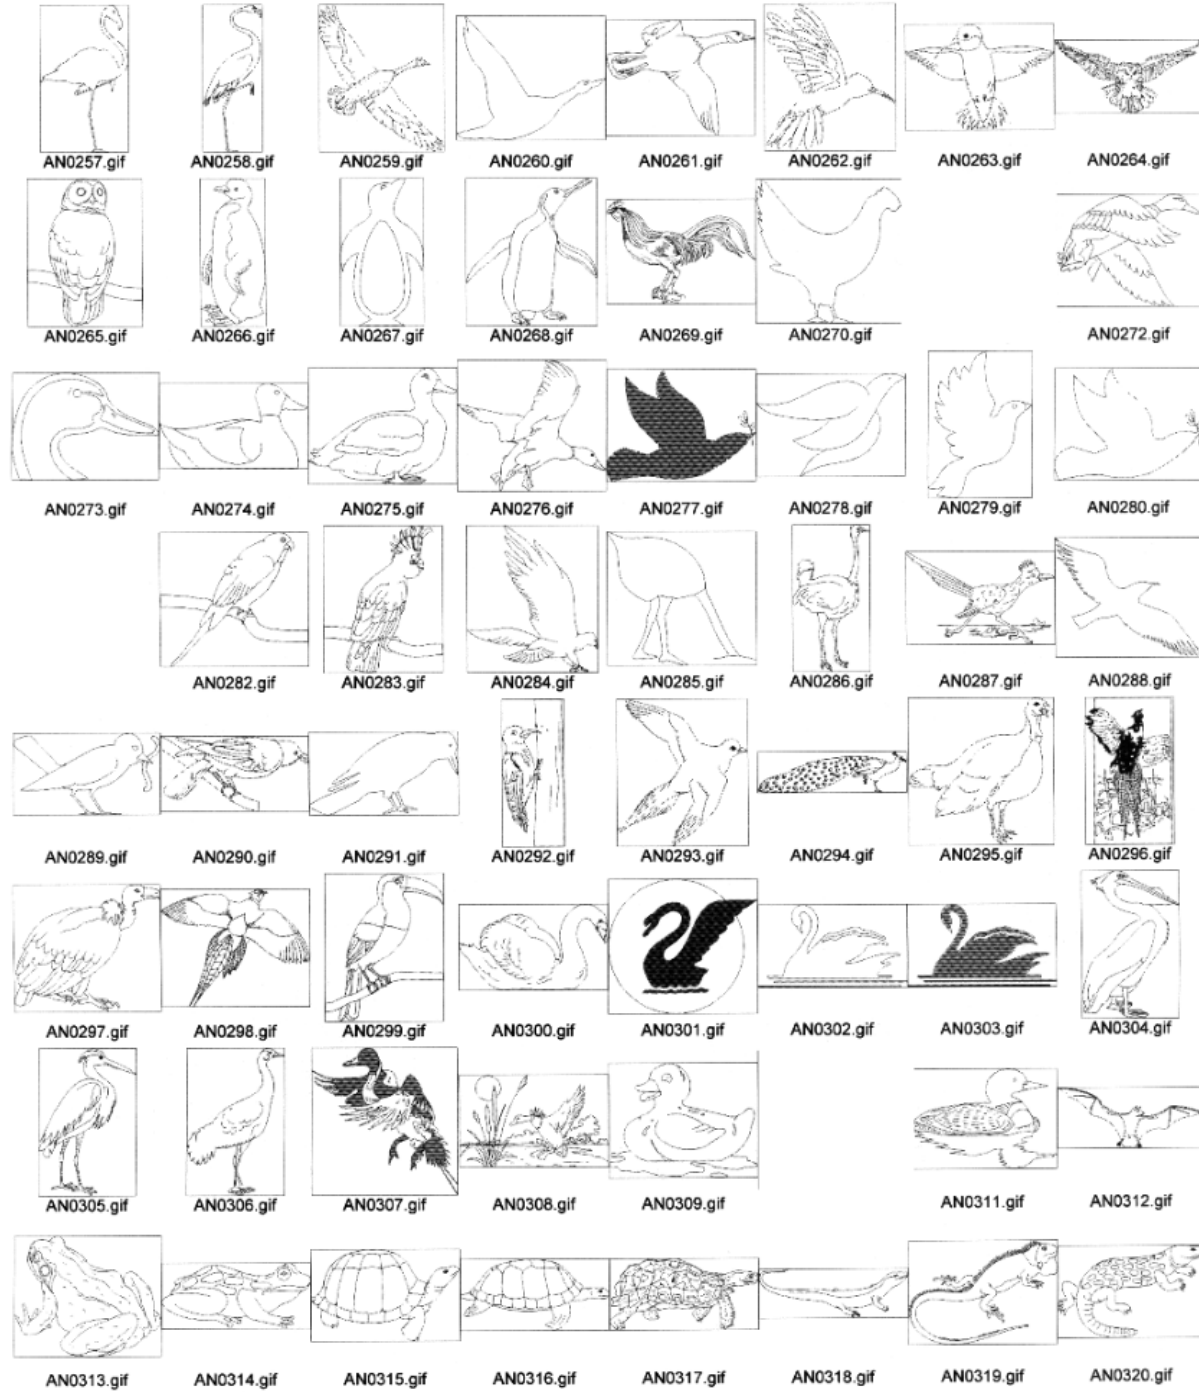 AN0257.gif AN0258.gif AN0259.gif AN0260.gif AN0261.gif AN0262.gif AN0263.gif AN0264.gif
AN0265.gif AN0266.gif AN0267.gif AN0268.gif AN0269.gif AN0270.gif AN0272.gif
AN0273.gif AN0274.gif AN0275.gif AN0276.gif AN0277.gif AN0278.gif AN0279.gif AN0280.gif
AN0282.gif AN0283.gif AN0284.gif AN0285.gif AN0286.gif AN0287.gif AN0288.gif
AN0289.gif AN0290.gif AN0291.gif AN0292.gif AN0293.gif AN0294.gif AN0295.gif AN0296.gif
AN0297.gif AN0298.gif AN0299.gif AN0300.gif AN0301.gif AN0302.gif AN0303.gif AN0304.gif
AN0305.gif AN0306.gif AN0307.gif AN0308.gif AN0309.gif AN0311.gif AN0312.gif
AN0313.gif AN0314.gif AN0315.gif AN0316.gif AN0317.gif AN0318.gif AN0319.gif AN0320.gif